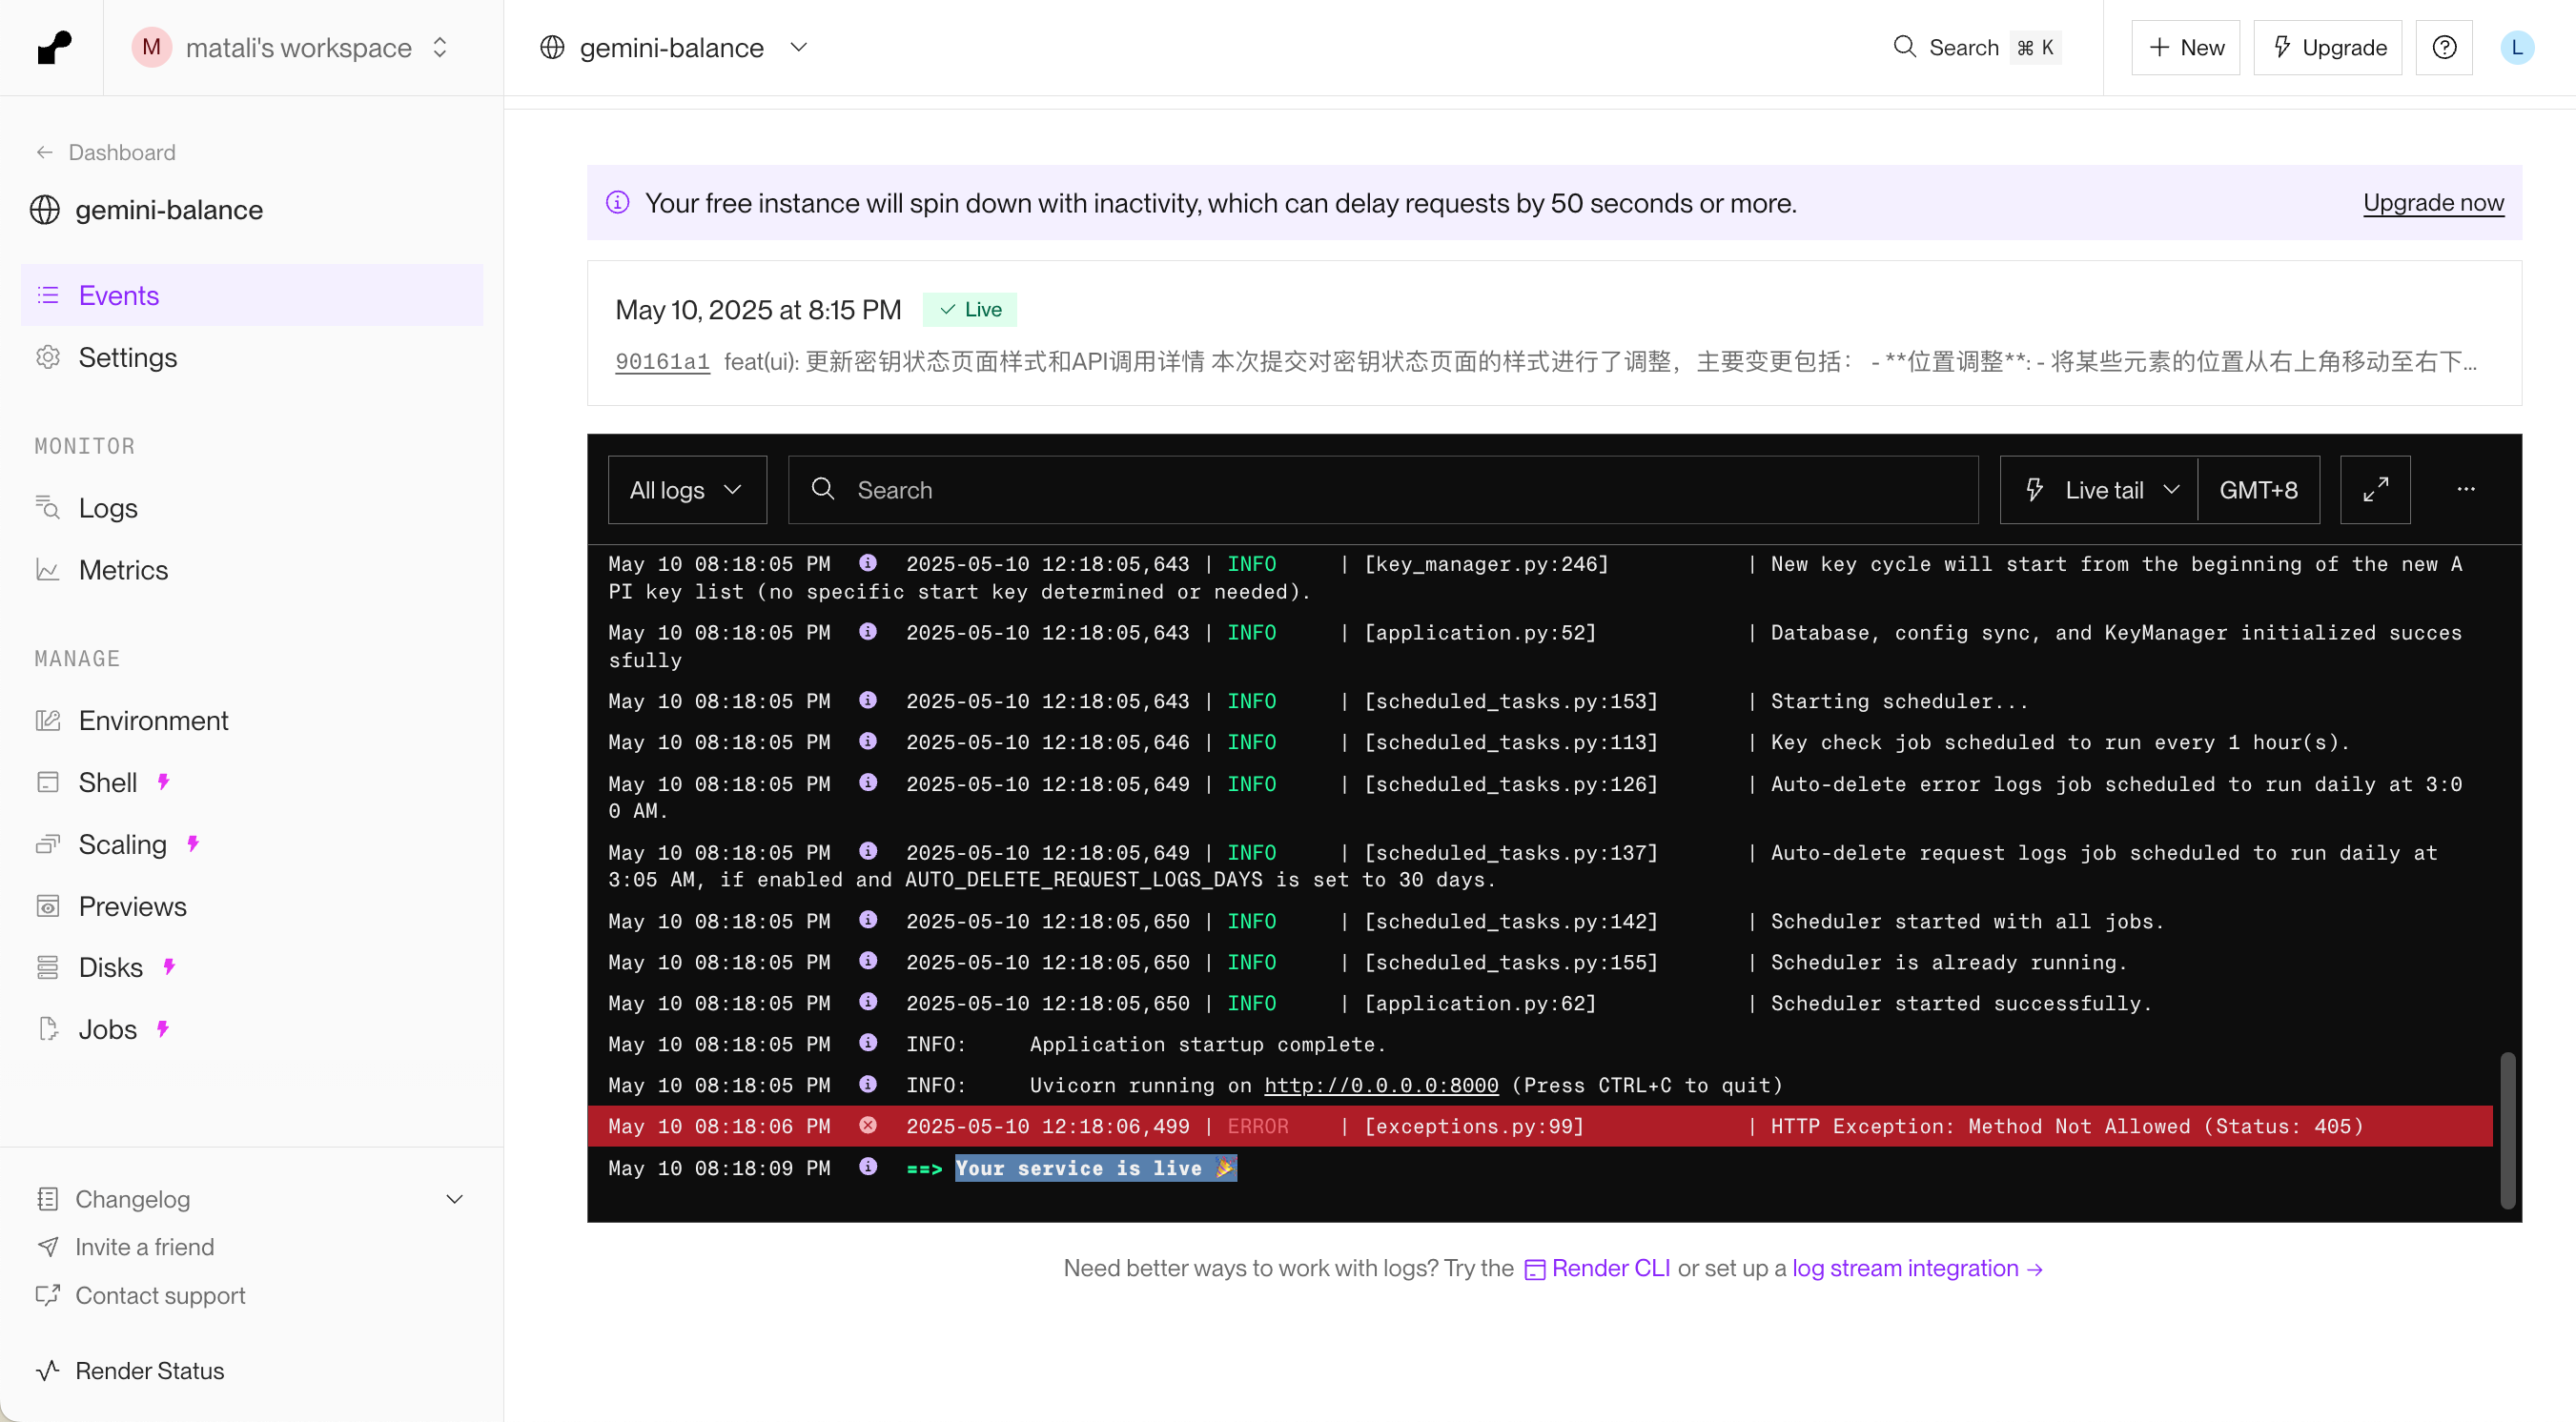 M matali's workspace
gemini-balance
Search ⌘ K
+ New
Upgrade
L
← Dashboard
gemini-balance
Events
Settings
MONITOR
Logs
Metrics
MANAGE
Environment
Shell
Scaling
Previews
Disks
Jobs
Changelog
Invite a friend
Contact support
Render Status
Your free instance will spin down with inactivity, which can delay requests by 50 seconds or more.
Upgrade now
May 10, 2025 at 8:15 PM ✓ Live
90161a1 feat(ui): 更新密钥状态页面样式和API调用详情 本次提交对密钥状态页面的样式进行了调整，主要变更包括： - **位置调整**: - 将某些元素的位置从右上角移动至右下...
All logs
Search
Live tail
GMT+8
...
May 10 08:18:05 PM 2025-05-10 12:18:05,643 | INFO | [key_manager.py:246] | New key cycle will start from the beginning of the new A
PI key list (no specific start key determined or needed).
May 10 08:18:05 PM 2025-05-10 12:18:05,643 | INFO | [application.py:52] | Database, config sync, and KeyManager initialized succes
sfully
May 10 08:18:05 PM 2025-05-10 12:18:05,643 | INFO | [scheduled_tasks.py:153] | Starting scheduler...
May 10 08:18:05 PM 2025-05-10 12:18:05,646 | INFO | [scheduled_tasks.py:113] | Key check job scheduled to run every 1 hour(s).
May 10 08:18:05 PM 2025-05-10 12:18:05,649 | INFO | [scheduled_tasks.py:126] | Auto-delete error logs job scheduled to run daily at 3:0
0 AM.
May 10 08:18:05 PM 2025-05-10 12:18:05,649 | INFO | [scheduled_tasks.py:137] | Auto-delete request logs job scheduled to run daily at
3:05 AM, if enabled and AUTO_DELETE_REQUEST_LOGS_DAYS is set to 30 days.
May 10 08:18:05 PM 2025-05-10 12:18:05,650 | INFO | [scheduled_tasks.py:142] | Scheduler started with all jobs.
May 10 08:18:05 PM 2025-05-10 12:18:05,650 | INFO | [scheduled_tasks.py:155] | Scheduler is already running.
May 10 08:18:05 PM 2025-05-10 12:18:05,650 | INFO | [application.py:62] | Scheduler started successfully.
May 10 08:18:05 PM INFO: Application startup complete.
May 10 08:18:05 PM INFO: Uvicorn running on http://0.0.0.0:8000 (Press CTRL+C to quit)
May 10 08:18:06 PM 2025-05-10 12:18:06,499 | ERROR | [exceptions.py:99] | HTTP Exception: Method Not Allowed (Status: 405)
May 10 08:18:09 PM ==> Your service is live 🎉
Need better ways to work with logs? Try the Render CLI or set up a log stream integration →